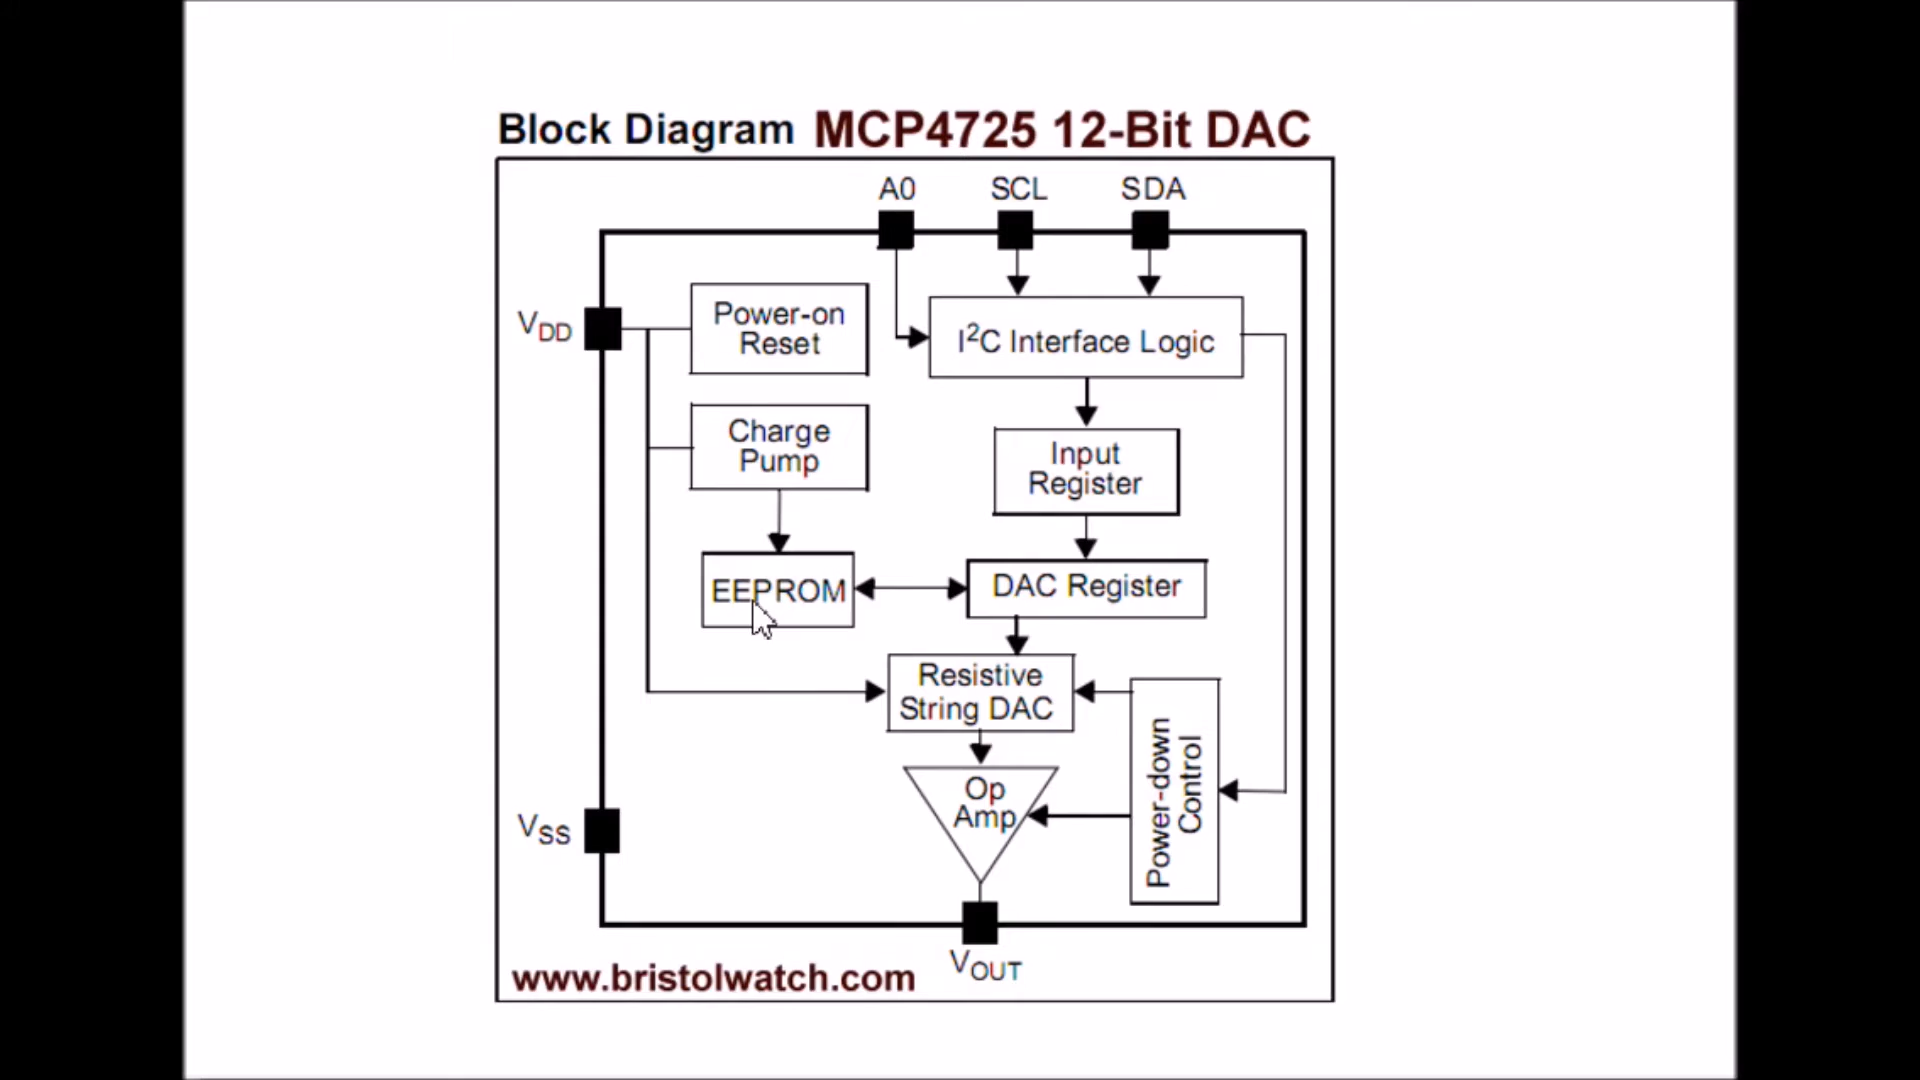 Block Diagram MCP4725 12-Bit DAC
A0 SCL SDA
VDD
Power-on
Reset
I²C Interface Logic
Charge
Pump
Input
Register
EEPROM
DAC Register
Resistive
String DAC
Op
Amp
Power-down
Control
VSS
VOUT
www.bristolwatch.com